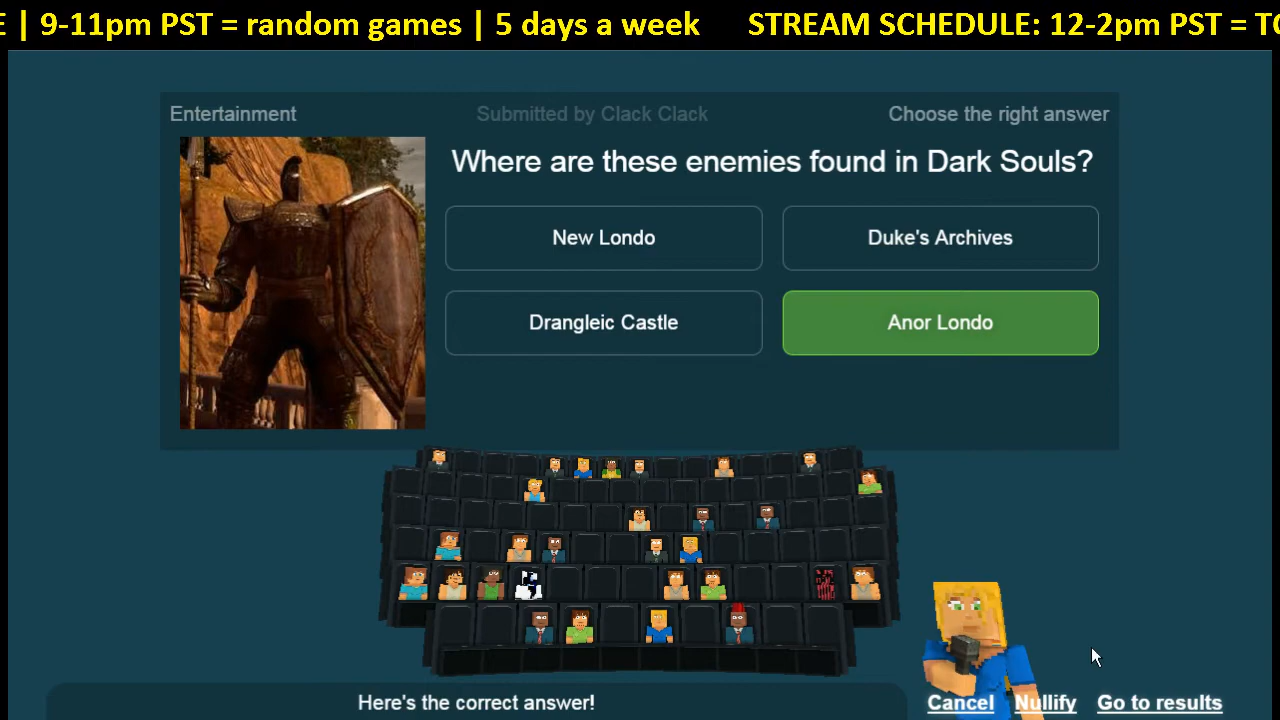 E | 9-11pm PST = random games | 5 days a week STREAM SCHEDULE: 12-2pm PST = TO
Entertainment Submitted by Clack Clack Choose the right answer
Where are these enemies found in Dark Souls?
New Londo Duke's Archives
Drangleic Castle Anor Londo
Here's the correct answer! Cancel Nullify Go to results